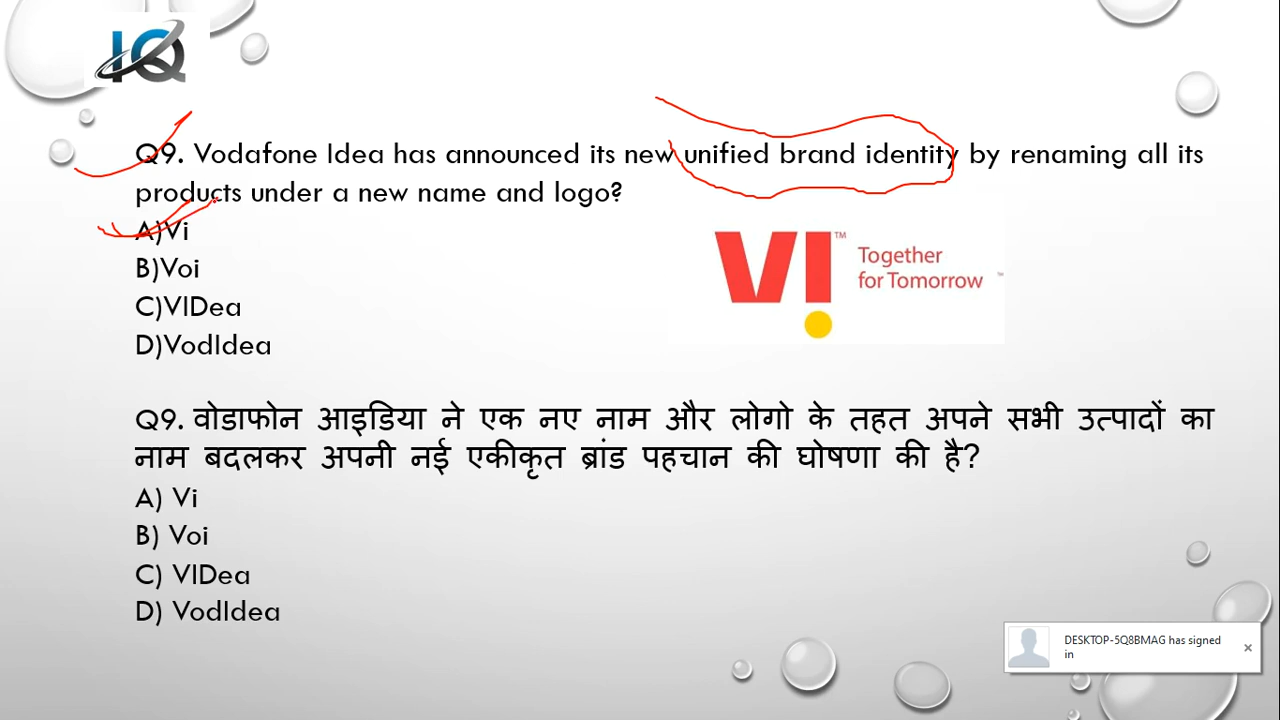 IQ
Q9. Vodafone Idea has announced its new unified brand identity by renaming all its
products under a new name and logo?
A)Vi
B)Voi
C)VIDea
D)VodIdea
VI™ Together
for Tomorrow
Q9. वोडाफोन आइडिया ने एक नए नाम और लोगो के तहत अपने सभी उत्पादों का
नाम बदलकर अपनी नई एकीकृत ब्रांड पहचान की घोषणा की है?
A) Vi
B) Voi
C) VIDea
D) VodIdea
DESKTOP-5Q8BMAG has signed
in